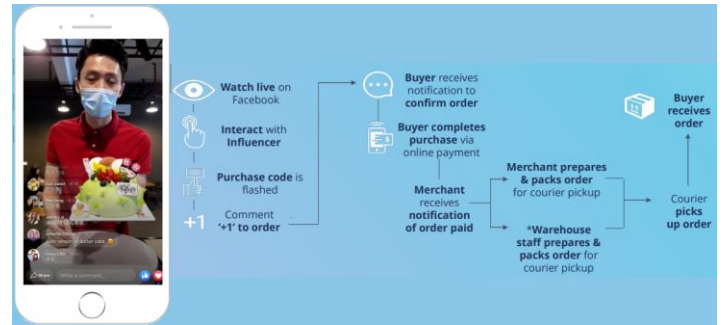 Watch live on
Facebook
Interact with
Influencer
Purchase code is
flashed
+1
Comment
'+1' to order
Buyer receives
notification to
confirm order
Buyer completes
purchase via
online payment
Merchant
receives
notification
of order paid
Merchant prepares
& packs order
for courier pickup
*Warehouse
staff prepares &
packs order for
courier pickup
Courier
picks
up order
Buyer
receives
order
Share
Write a comment...